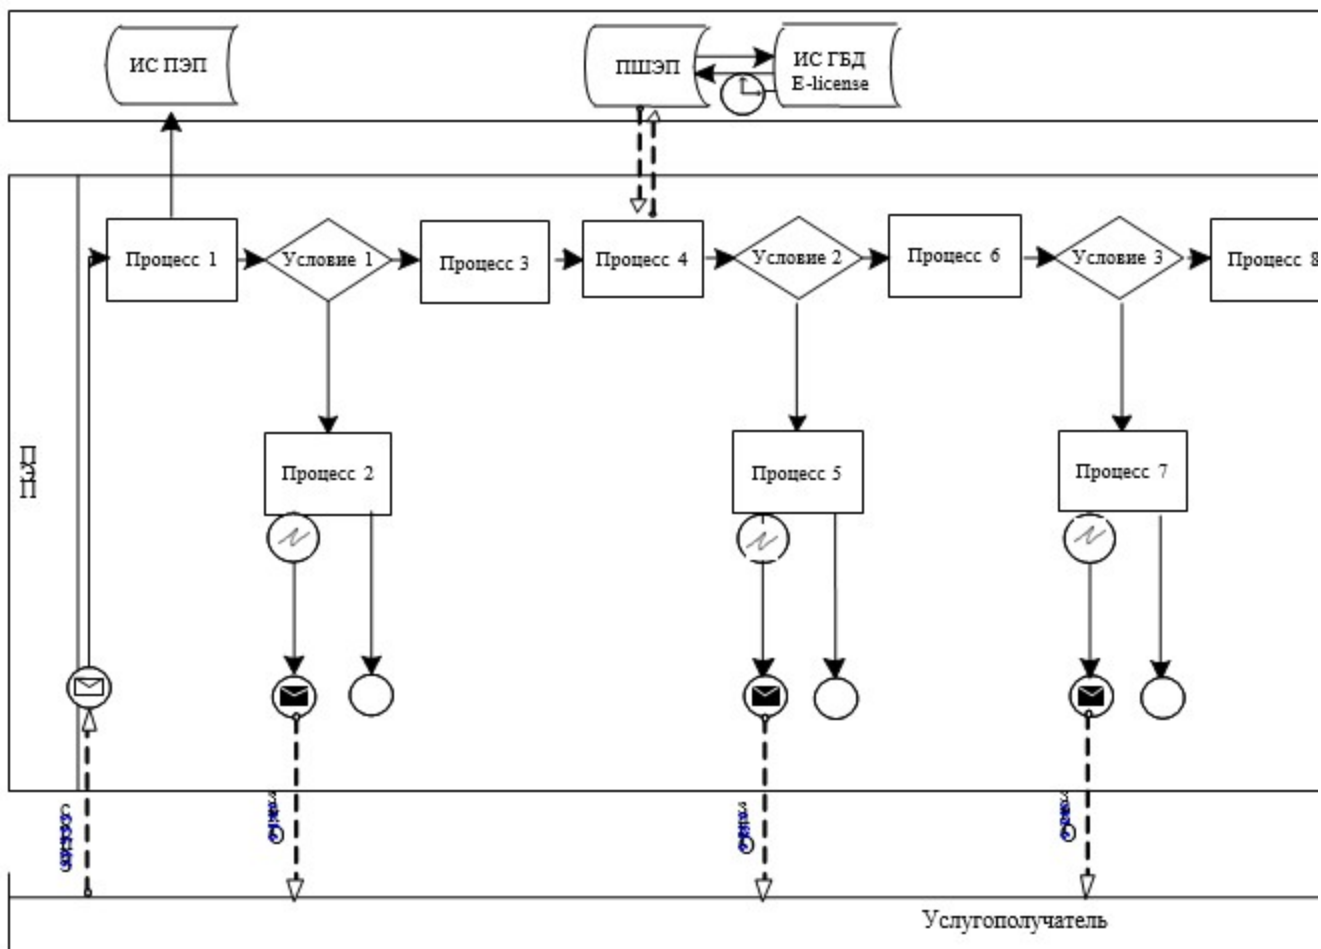 ИС ПЭП
ПШЭП
ИС ГБД
E-license
Процесс 1
Условие 1
Процесс 3
Процесс 4
Условие 2
Процесс 6
Условие 3
Процесс 8
ПЭП
Процесс 2
Процесс 5
Процесс 7
Услугополучатель